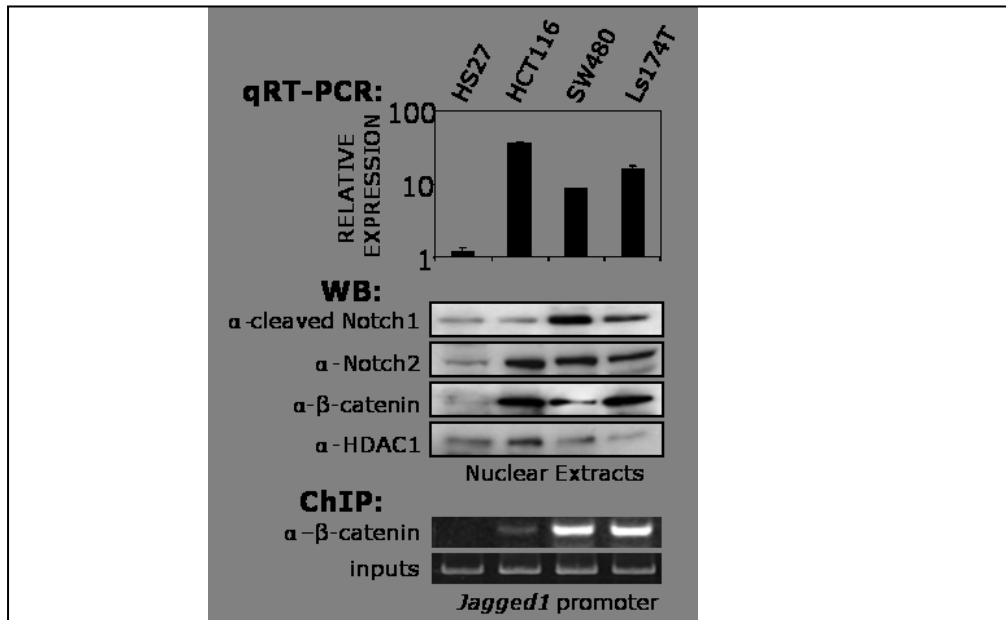 HS27
HCT116
SW480
Ls174T
qRT-PCR:
RELATIVE
EXPRESSION
100
10
1
WB:
α-cleaved Notch1
α-Notch2
α-β-catenin
α-HDAC1
Nuclear Extracts
ChIP:
α-β-catenin
inputs
Jagged1 promoter